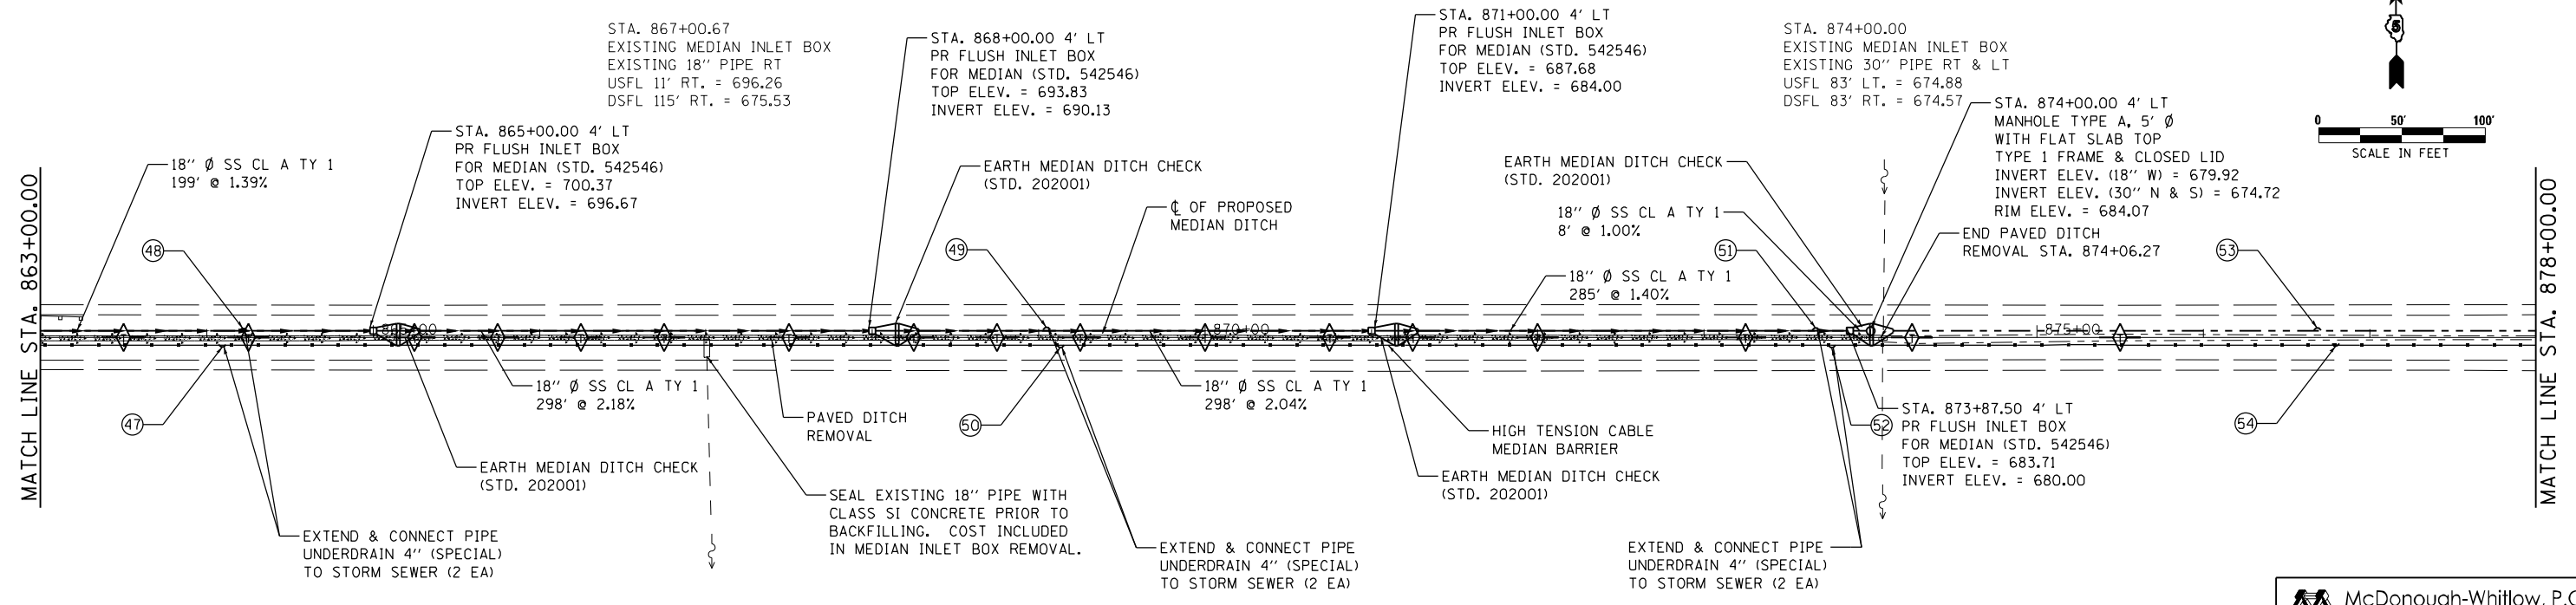 STA. 867+00.67
EXISTING MEDIAN INLET BOX
EXISTING 18" PIPE RT
USFL 11' RT. = 696.26
DSFL 115' RT. = 675.53
STA. 868+00.00 4' LT
PR FLUSH INLET BOX
FOR MEDIAN (STD. 542546)
TOP ELEV. = 693.83
INVERT ELEV. = 690.13
STA. 871+00.00 4' LT
PR FLUSH INLET BOX
FOR MEDIAN (STD. 542546)
TOP ELEV. = 687.68
INVERT ELEV. = 684.00
STA. 874+00.00
EXISTING MEDIAN INLET BOX
EXISTING 30" PIPE RT & LT
USFL 83' LT. = 674.88
DSFL 83' RT. = 674.57
5
0 50' 100'
SCALE IN FEET
STA. 874+00.00 4' LT
MANHOLE TYPE A, 5' Ø
WITH FLAT SLAB TOP
TYPE 1 FRAME & CLOSED LID
INVERT ELEV. (18" W) = 679.92
INVERT ELEV. (30" N & S) = 674.72
RIM ELEV. = 684.07
END PAVED DITCH
REMOVAL STA. 874+06.27
STA. 865+00.00 4' LT
PR FLUSH INLET BOX
FOR MEDIAN (STD. 542546)
TOP ELEV. = 700.37
INVERT ELEV. = 696.67
18" Ø SS CL A TY 1
199' @ 1.39%
EARTH MEDIAN DITCH CHECK
(STD. 202001)
℄ OF PROPOSED
MEDIAN DITCH
EARTH MEDIAN DITCH CHECK
(STD. 202001)
18" Ø SS CL A TY 1
8' @ 1.00%
18" Ø SS CL A TY 1
285' @ 1.40%
48
49
51
53
MATCH LINE STA. 863+00.00
MATCH LINE STA. 878+00.00
870+00
875+00
18" Ø SS CL A TY 1
298' @ 2.18%
PAVED DITCH
REMOVAL
18" Ø SS CL A TY 1
298' @ 2.04%
47
50
52
54
HIGH TENSION CABLE
MEDIAN BARRIER
STA. 873+87.50 4' LT
PR FLUSH INLET BOX
FOR MEDIAN (STD. 542546)
TOP ELEV. = 683.71
INVERT ELEV. = 680.00
EARTH MEDIAN DITCH CHECK
(STD. 202001)
EARTH MEDIAN DITCH CHECK
(STD. 202001)
SEAL EXISTING 18" PIPE WITH
CLASS SI CONCRETE PRIOR TO
BACKFILLING. COST INCLUDED
IN MEDIAN INLET BOX REMOVAL.
EXTEND & CONNECT PIPE
UNDERDRAIN 4" (SPECIAL)
TO STORM SEWER (2 EA)
EXTEND & CONNECT PIPE
UNDERDRAIN 4" (SPECIAL)
TO STORM SEWER (2 EA)
EXTEND & CONNECT PIPE
UNDERDRAIN 4" (SPECIAL)
TO STORM SEWER (2 EA)
McDonough-Whitlow, P.C